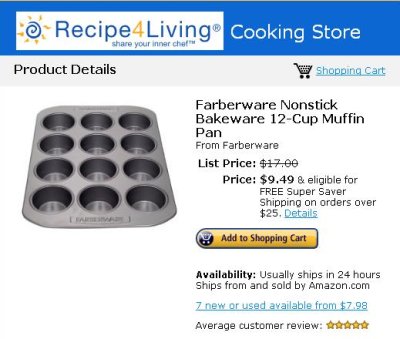 Recipe4Living® Cooking Store
share your inner chef™
Product Details
Shopping Cart
Farberware Nonstick
Bakeware 12-Cup Muffin
Pan
From Farberware
List Price: $17.00
Price: $9.49 & eligible for
FREE Super Saver
Shipping on orders over
$25. Details
Add to Shopping Cart
[ FARBERWARE ]
Availability: Usually ships in 24 hours
Ships from and sold by Amazon.com
7 new or used available from $7.98
Average customer review: